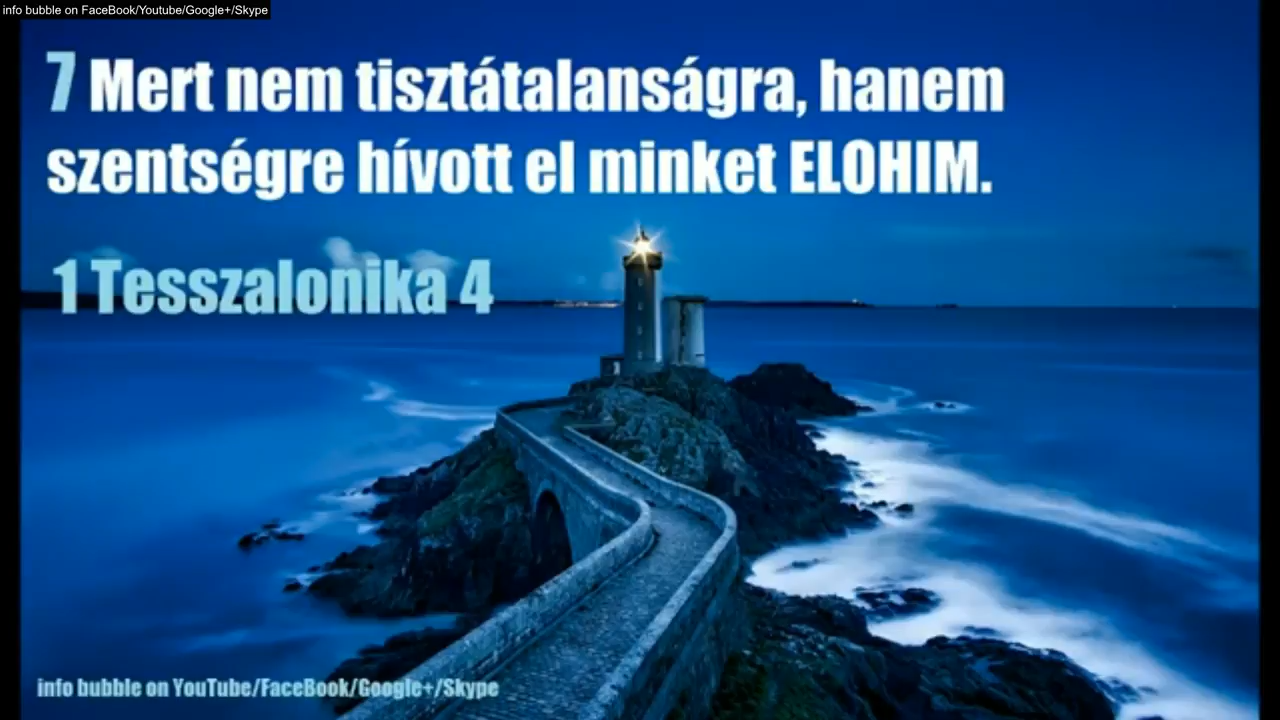 info bubble on FaceBook/Youtube/Google+/Skype
7 Mert nem tisztátalanságra, hanem
szentségre hívott el minket ELOHIM.
1 Tesszalonika 4
info bubble on YouTube/FaceBook/Google+/Skype